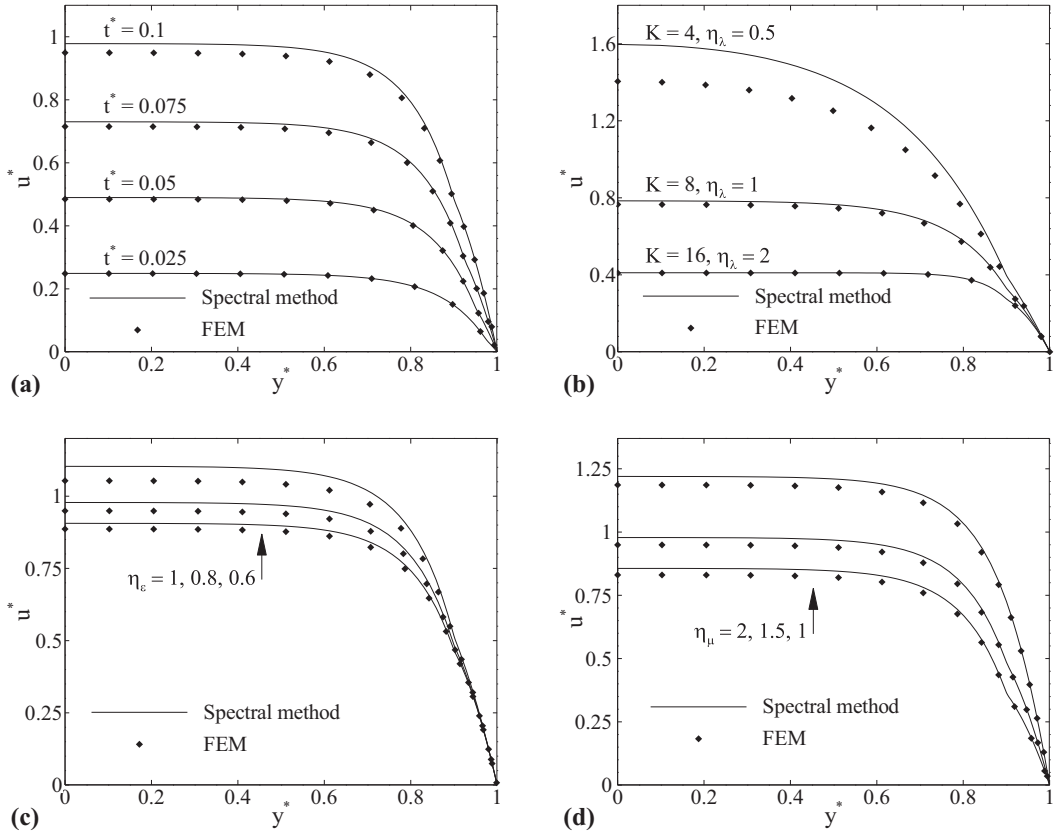 t* = 0.1
t* = 0.075
t* = 0.05
t* = 0.025
Spectral method
FEM
u*
0
0.2
0.4
0.6
0.8
1
0
0.2
0.4
0.6
0.8
1
y*
(a)
K = 4, ηλ = 0.5
K = 8, ηλ = 1
K = 16, ηλ = 2
Spectral method
FEM
u*
0
0.4
0.8
1.2
1.6
0
0.2
0.4
0.6
0.8
1
y*
(b)
ηε = 1, 0.8, 0.6
Spectral method
FEM
u*
0
0.25
0.5
0.75
1
0
0.2
0.4
0.6
0.8
1
y*
(c)
ημ = 2, 1.5, 1
Spectral method
FEM
u*
0
0.25
0.5
0.75
1
1.25
0
0.2
0.4
0.6
0.8
1
y*
(d)